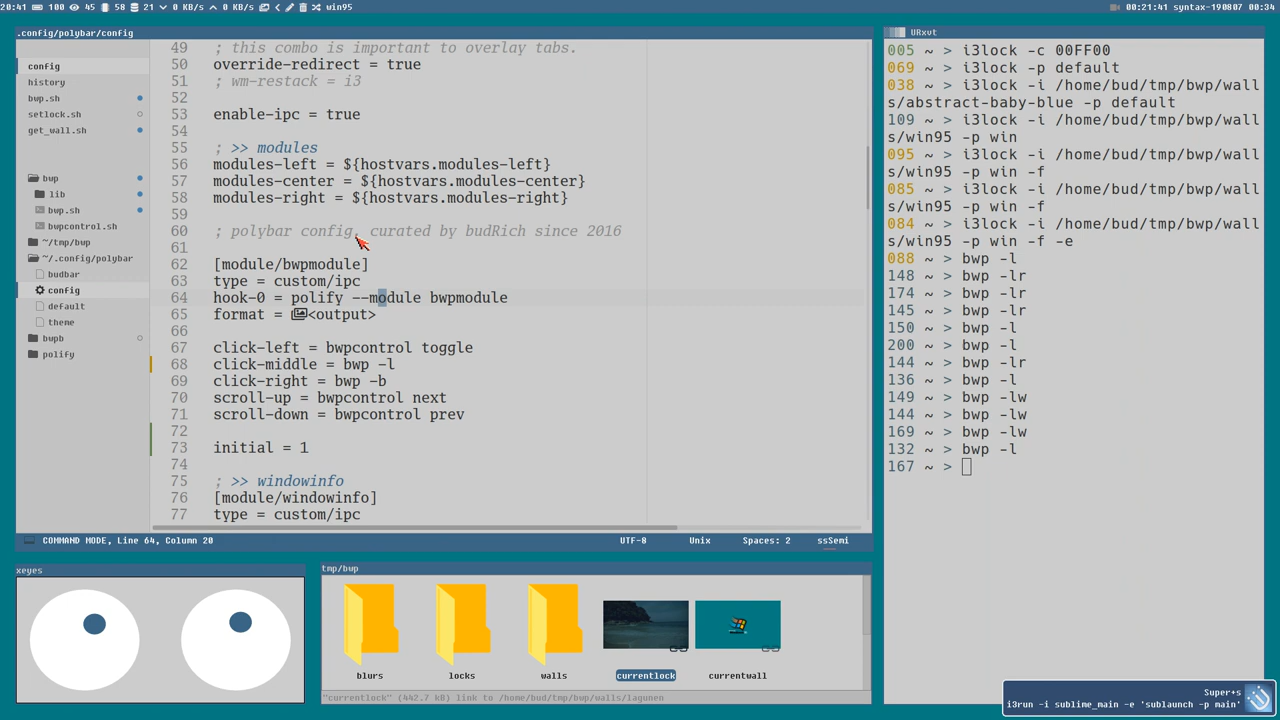 20:41 100 45 58 21 0 KB/s 0 KB/s win95
00:21:41 syntax-190807 00:34
.config/polybar/config
config
history
bwp.sh
setlock.sh
get_wall.sh
bwp
lib
bwp.sh
bwpcontrol.sh
~/tmp/bwp
~/.config/polybar
budbar
config
default
theme
bupb
polify
49 ; this combo is important to overlay tabs.
50 override-redirect = true
51 ; wm-restack = i3
52
53 enable-ipc = true
54
55 ; >> modules
56 modules-left = ${hostvars.modules-left}
57 modules-center = ${hostvars.modules-center}
58 modules-right = ${hostvars.modules-right}
59
60 ; polybar config, curated by budRich since 2016
61
62 [module/bwpmodule]
63 type = custom/ipc
64 hook-0 = polify --module bwpmodule
65 format = <output>
66
67 click-left = bwpcontrol toggle
68 click-middle = bwp -l
69 click-right = bwp -b
70 scroll-up = bwpcontrol next
71 scroll-down = bwpcontrol prev
72
73 initial = 1
74
75 ; >> windowinfo
76 [module/windowinfo]
77 type = custom/ipc
COMMAND MODE, Line 64, Column 20 UTF-8 Unix Spaces: 2 ssSemi
URxvt
005 ~ > i3lock -c 00FF00
069 ~ > i3lock -p default
038 ~ > i3lock -i /home/bud/tmp/bwp/wall
s/abstract-baby-blue -p default
109 ~ > i3lock -i /home/bud/tmp/bwp/wall
s/win95 -p win
095 ~ > i3lock -i /home/bud/tmp/bwp/wall
s/win95 -p win -f
085 ~ > i3lock -i /home/bud/tmp/bwp/wall
s/win95 -p win -f
084 ~ > i3lock -i /home/bud/tmp/bwp/wall
s/win95 -p win -f -e
088 ~ > bwp -l
148 ~ > bwp -lr
174 ~ > bwp -lr
145 ~ > bwp -lr
150 ~ > bwp -l
200 ~ > bwp -l
144 ~ > bwp -lr
136 ~ > bwp -l
149 ~ > bwp -lw
144 ~ > bwp -lw
169 ~ > bwp -lw
132 ~ > bwp -l
167 ~ >
xeyes
tmp/bwp
blurs
locks
walls
currentlock
currentwall
"currentlock" (442.7 kB) link to /home/bud/tmp/bwp/walls/lagunen
Super+s
i3run -i sublime_main -e 'sublaunch -p main'